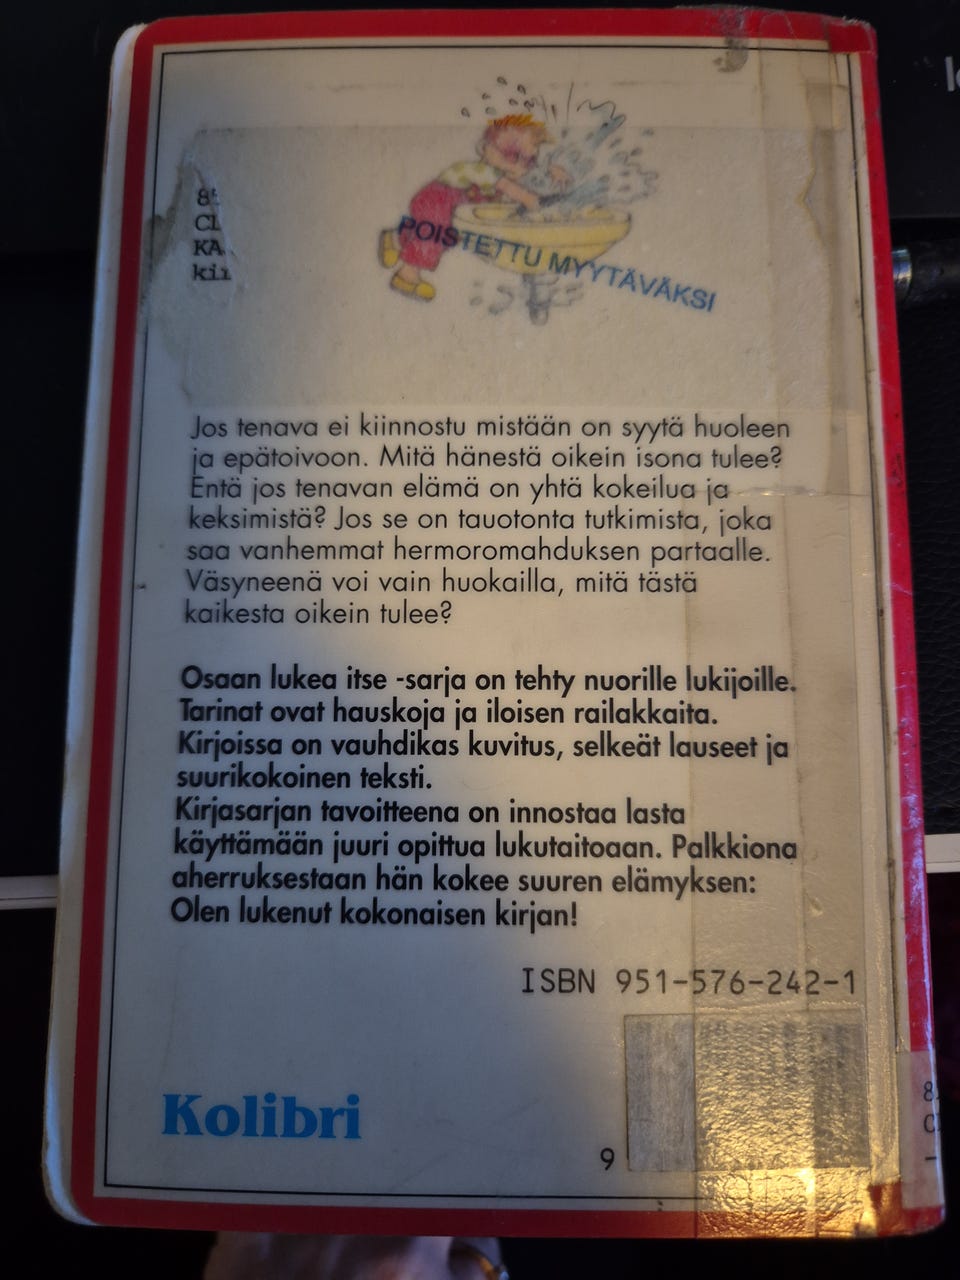 POISTETTU MYYTÄVÄKSI
Jos tenava ei kiinnostu mistään on syytä huoleen
ja epätoivoon. Mitä hänestä oikein isona tulee?
Entä jos tenavan elämä on yhtä kokeilua ja
keksimistä? Jos se on tauotonta tutkimista, joka
saa vanhemmat hermoromahduksen partaalle.
Väsyneenä voi vain huokailla, mitä tästä
kaikesta oikein tulee?
Osaan lukea itse -sarja on tehty nuorille lukijoille.
Tarinat ovat hauskoja ja iloisen railakkaita.
Kirjoissa on vauhdikas kuvitus, selkeät lauseet ja
suurikokoinen teksti.
Kirjasarjan tavoitteena on innostaa lasta
käyttämään juuri opittua lukutaitoaan. Palkkiona
aherruksestaan hän kokee suuren elämyksen:
Olen lukenut kokonaisen kirjan!
ISBN 951-576-242-1
Kolibri
9